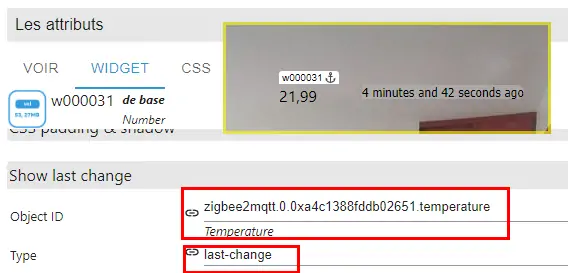 Les attributs
VOIR WIDGET CSS
w000031 de base
Number
w000031
21,99 4 minutes and 42 seconds ago
CSS padding & shadow
Show last change
Object ID zigbee2mqtt.0.0xa4c1388fddb02651.temperature
Temperature
Type last-change